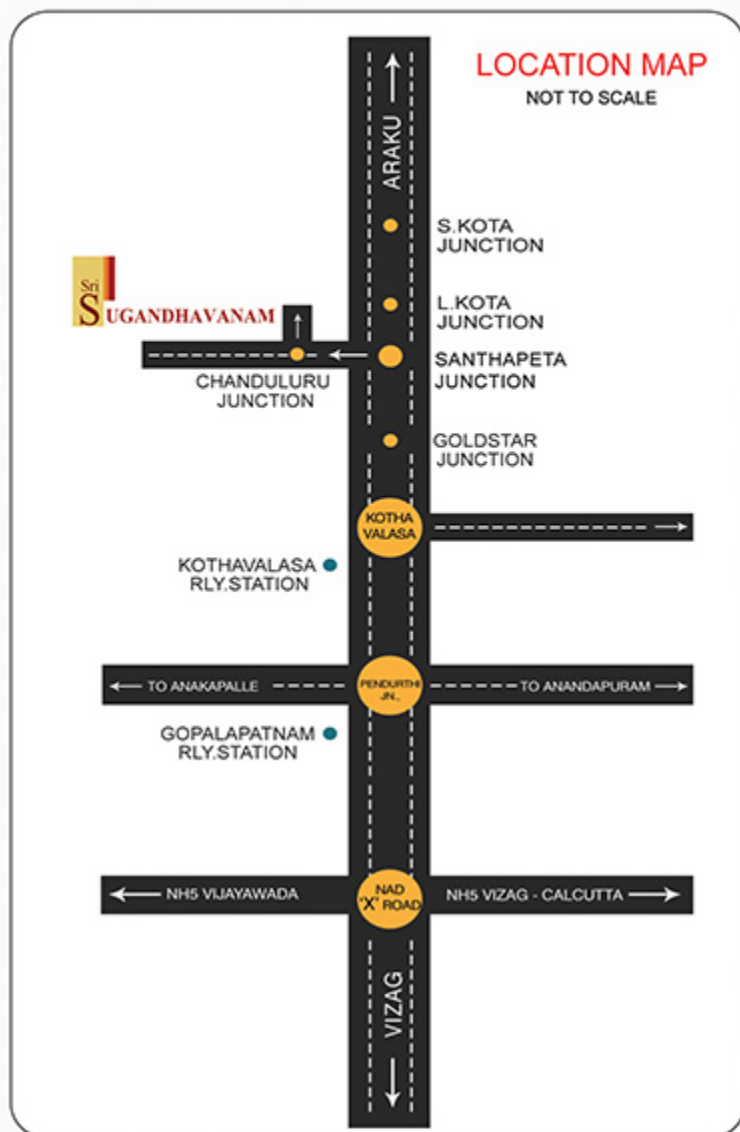 LOCATION MAP
NOT TO SCALE
ARAKU
S.KOTA
JUNCTION
Sri
SUGANDHAVANAM
L.KOTA
JUNCTION
SANTHAPETA
JUNCTION
CHANDULURU
JUNCTION
GOLDSTAR
JUNCTION
KOTHA
VALASA
KOTHAVALASA
RLY.STATION
TO ANAKAPALLE
PENDURTHI
JN.,
TO ANANDAPURAM
GOPALAPATNAM
RLY.STATION
NH5 VIJAYAWADA
NAD
"X" ROAD
NH5 VIZAG - CALCUTTA
VIZAG